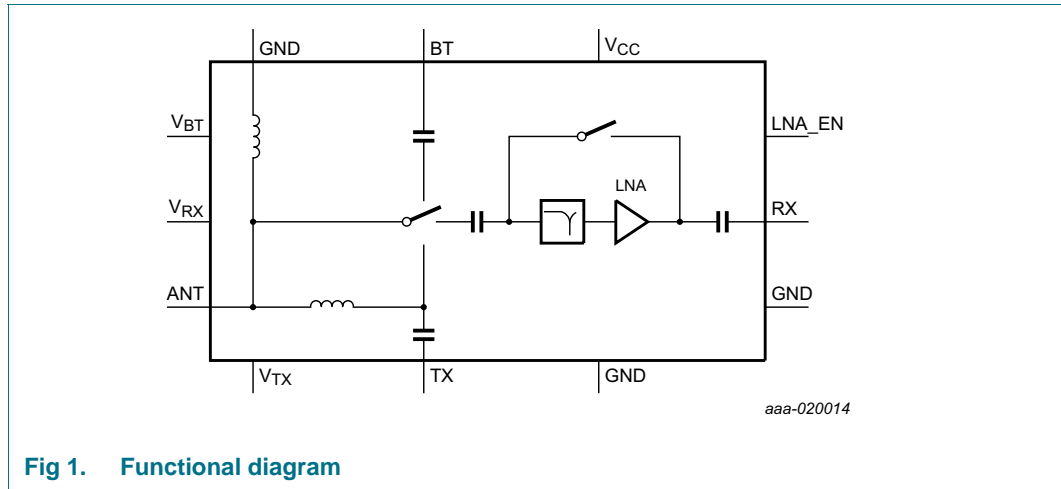 GND
BT
VCC
VBT
LNA_EN
LNA
VRX
RX
ANT
GND
VTX
TX
GND
aaa-020014
Fig 1. Functional diagram